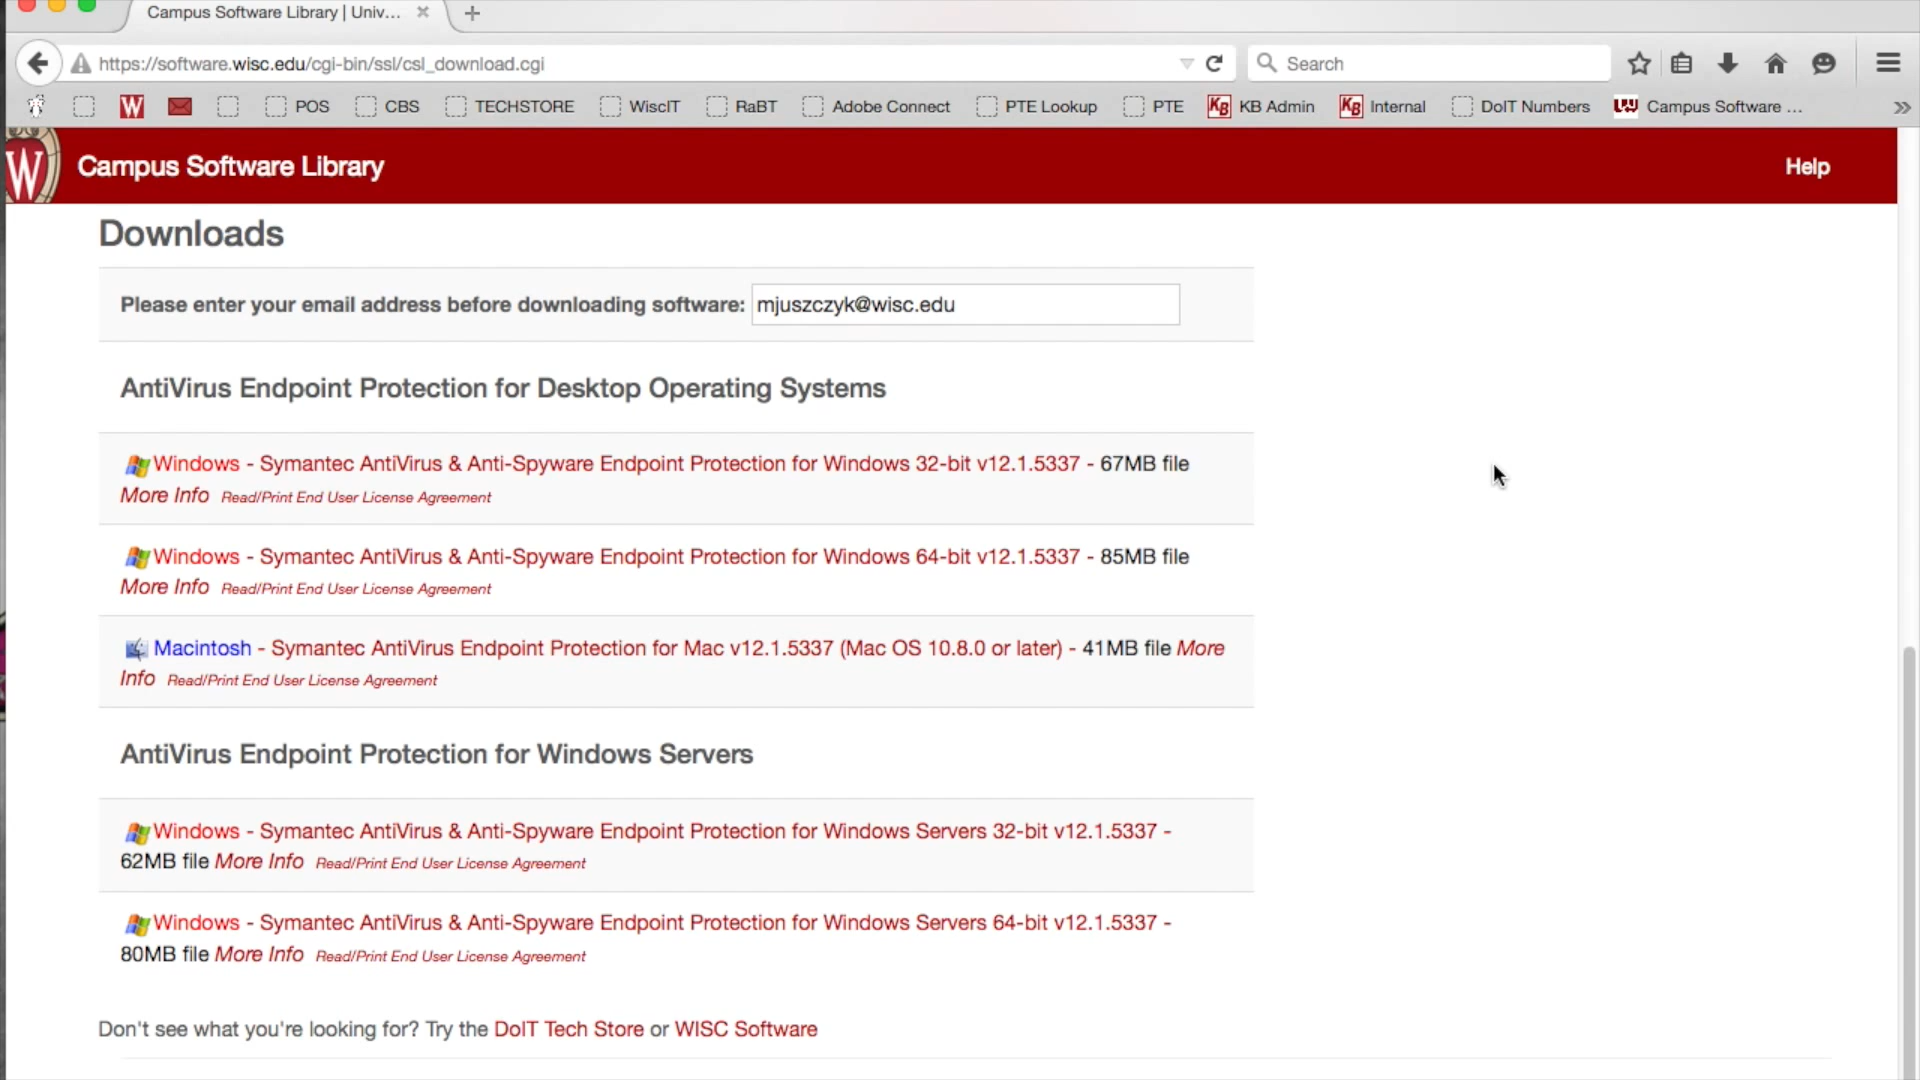 Campus Software Library | Univ...
https://software.wisc.edu/cgi-bin/ssl/csl_download.cgi
Search
W POS CBS TECHSTORE WiscIT RaBT Adobe Connect PTE Lookup PTE KB KB Admin KB Internal DoIT Numbers UW Campus Software ...
W Campus Software Library Help
Downloads
Please enter your email address before downloading software: mjuszczyk@wisc.edu
AntiVirus Endpoint Protection for Desktop Operating Systems
Windows - Symantec AntiVirus & Anti-Spyware Endpoint Protection for Windows 32-bit v12.1.5337 - 67MB file
More Info Read/Print End User License Agreement
Windows - Symantec AntiVirus & Anti-Spyware Endpoint Protection for Windows 64-bit v12.1.5337 - 85MB file
More Info Read/Print End User License Agreement
Macintosh - Symantec AntiVirus Endpoint Protection for Mac v12.1.5337 (Mac OS 10.8.0 or later) - 41MB file More
Info Read/Print End User License Agreement
AntiVirus Endpoint Protection for Windows Servers
Windows - Symantec AntiVirus & Anti-Spyware Endpoint Protection for Windows Servers 32-bit v12.1.5337 -
62MB file More Info Read/Print End User License Agreement
Windows - Symantec AntiVirus & Anti-Spyware Endpoint Protection for Windows Servers 64-bit v12.1.5337 -
80MB file More Info Read/Print End User License Agreement
Don't see what you're looking for? Try the DoIT Tech Store or WISC Software